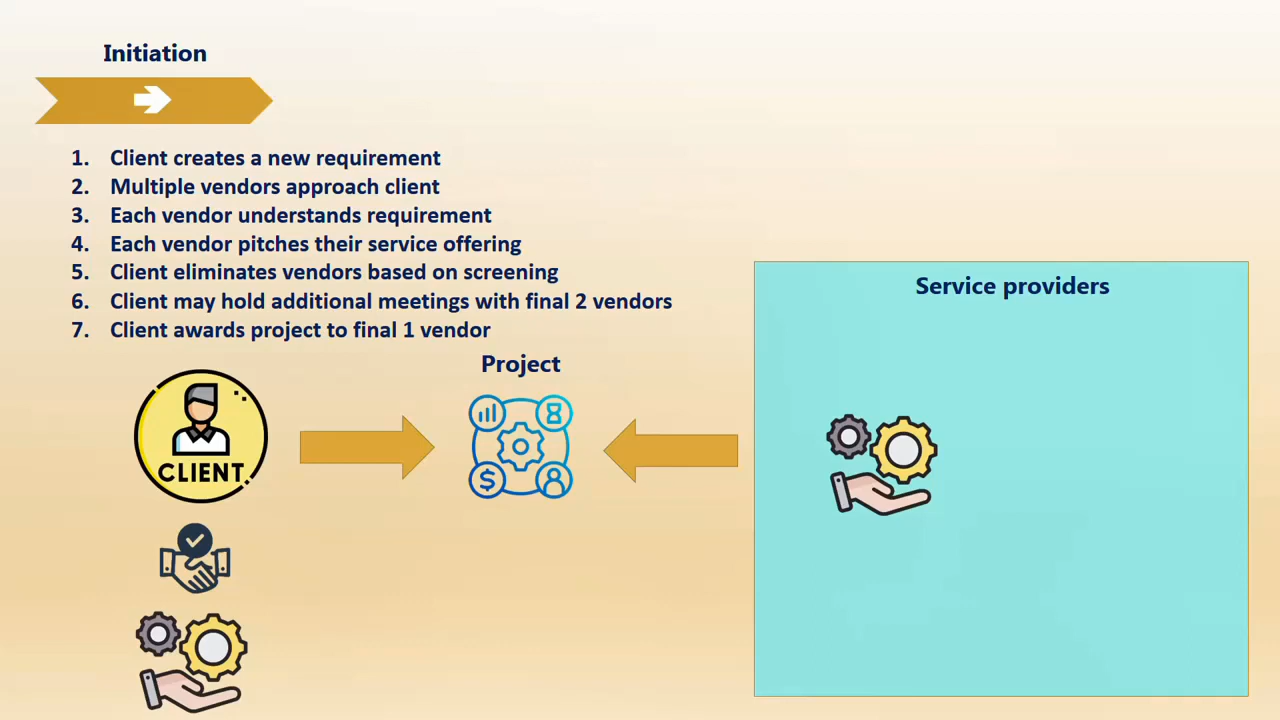 Initiation
1. Client creates a new requirement
2. Multiple vendors approach client
3. Each vendor understands requirement
4. Each vendor pitches their service offering
5. Client eliminates vendors based on screening
6. Client may hold additional meetings with final 2 vendors
7. Client awards project to final 1 vendor
Service providers
Project
CLIENT
$